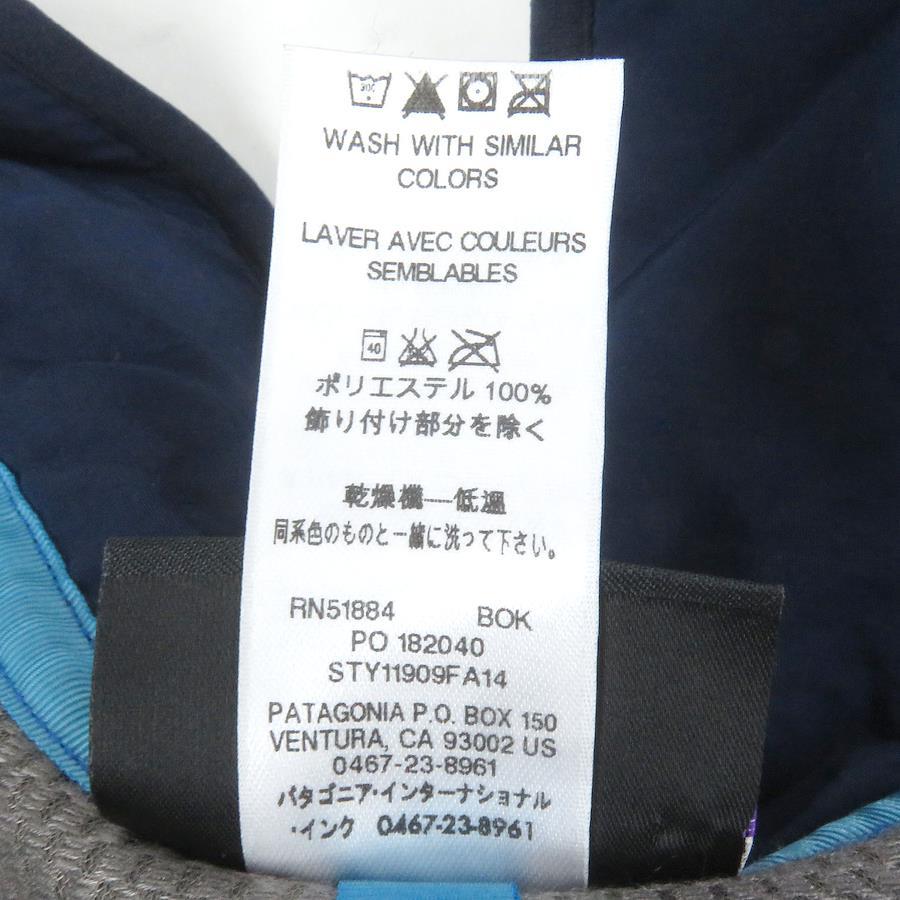 WASH WITH SIMILAR
COLORS
LAVER AVEC COULEURS
SEMBLABLES
40
ポリエステル 100%
飾り付け部分を除く
乾燥機—低温
同系色のものと一緒に洗って下さい。
RN51884 BOK
PO 182040
STY11909FA14
PATAGONIA P.O. BOX 150
VENTURA, CA 93002 US
0467-23-8961
パタゴニア・インターナショナル
・インク 0467-23-8961